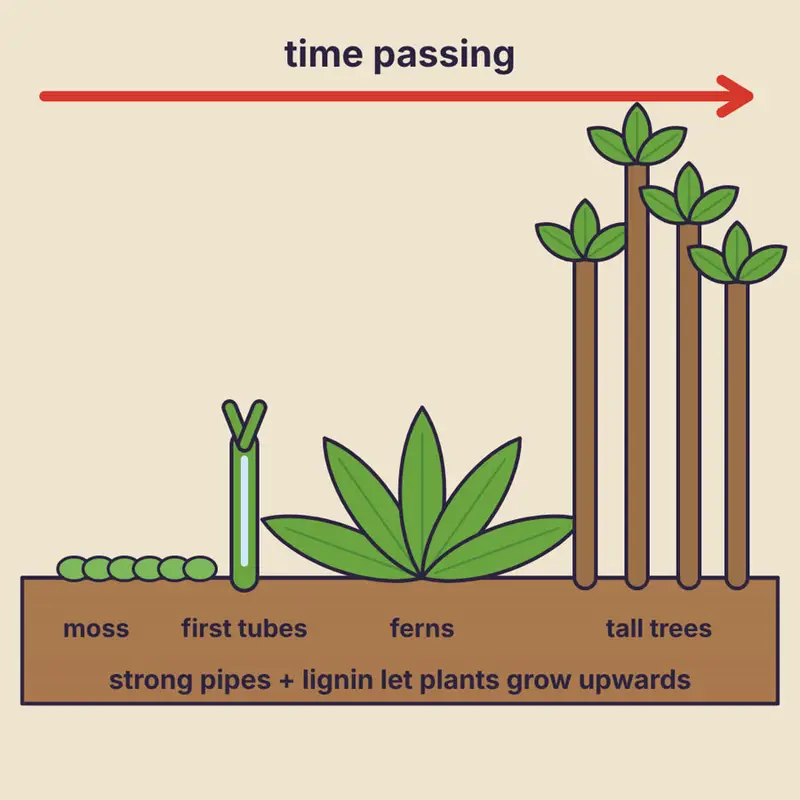 time passing
moss
first tubes
ferns
tall trees
strong pipes + lignin let plants grow upwards